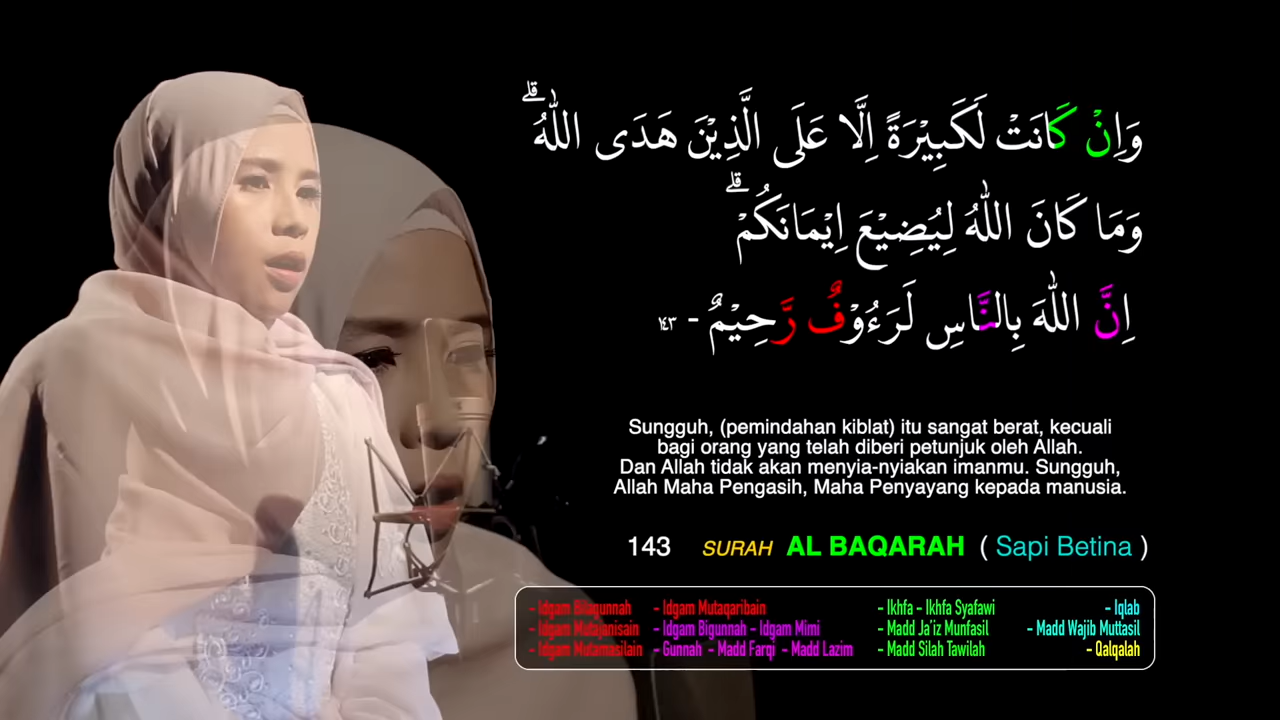 وَاِنْ كَانَتْ لَكَبِيْرَةً اِلَّا عَلَى الَّذِيْنَ هَدَى اللّٰهُ ۗ
وَمَا كَانَ اللّٰهُ لِيُضِيْعَ اِيْمَانَكُمْ ۗ
اِنَّ اللّٰهَ بِالنَّاسِ لَرَءُوْفٌ رَّحِيْمٌ - ١٤٣
Sungguh, (pemindahan kiblat) itu sangat berat, kecuali
bagi orang yang telah diberi petunjuk oleh Allah.
Dan Allah tidak akan menyia-nyiakan imanmu. Sungguh,
Allah Maha Pengasih, Maha Penyayang kepada manusia.
143 SURAH AL BAQARAH ( Sapi Betina )
- Idgam Bilagunnah - Idgam Mutaqaribain - Ikhfa - Ikhfa Syafawi - Iqlab
- Idgam Mutajanisain - Idgam Bigunnah - Idgam Mimi - Madd Ja'iz Munfasil - Madd Wajib Muttasil
- Idgam Mutamasilain - Gunnah - Madd Farqi - Madd Lazim - Madd Silah Tawilah - Qalqalah